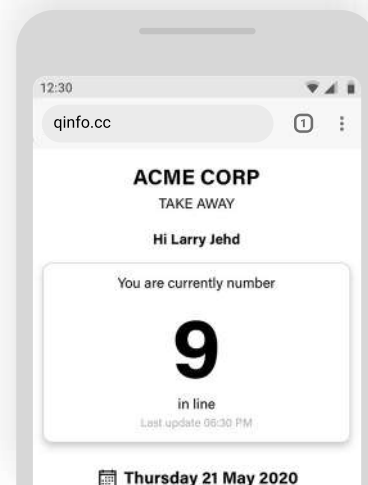 12:30
qinfo.cc
1
ACME CORP
TAKE AWAY
Hi Larry Jehd
You are currently number
9
in line
Last update 06:30 PM
Thursday 21 May 2020